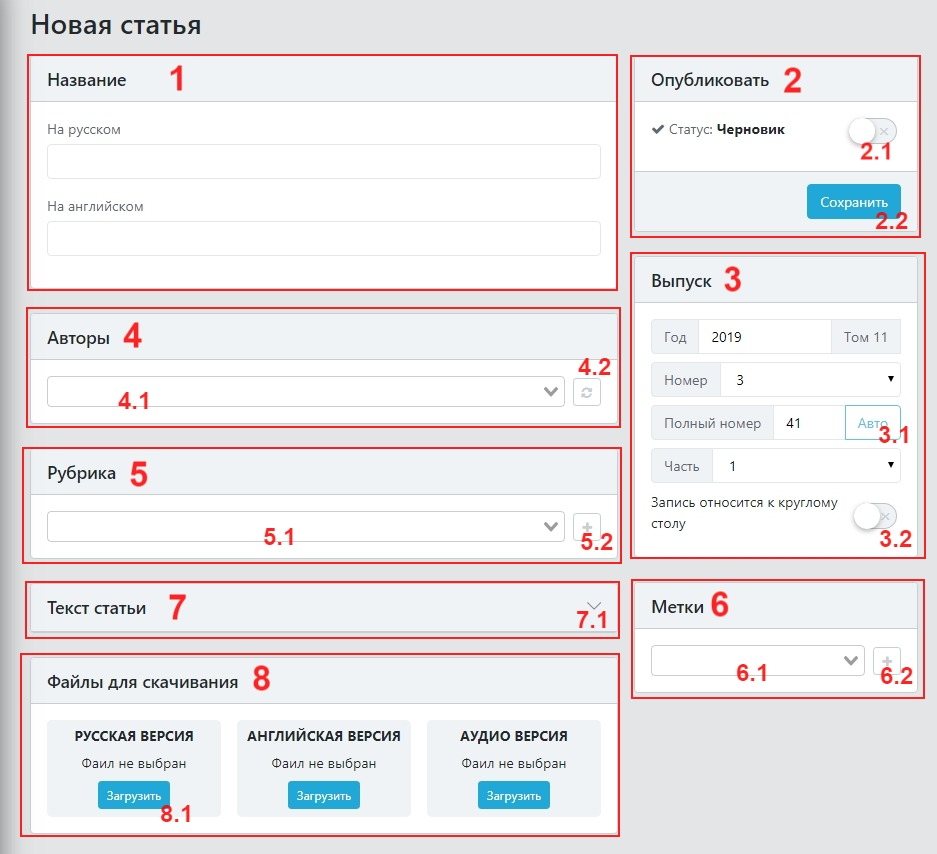 Новая статья
Название 1
На русском
На английском
Опубликовать 2
Статус: Черновик
2.1
Сохранить
2.2
Выпуск 3
Год 2019 Том 11
Номер 3
Полный номер 41 Авто
3.1
Часть 1
Запись относится к круглому
столу
3.2
Авторы 4
4.1
4.2
Рубрика 5
5.1
5.2
Метки 6
6.1
6.2
Текст статьи 7
7.1
Файлы для скачивания 8
РУССКАЯ ВЕРСИЯ
Фаил не выбран
Загрузить
8.1
АНГЛИЙСКАЯ ВЕРСИЯ
Фаил не выбран
Загрузить
АУДИО ВЕРСИЯ
Фаил не выбран
Загрузить